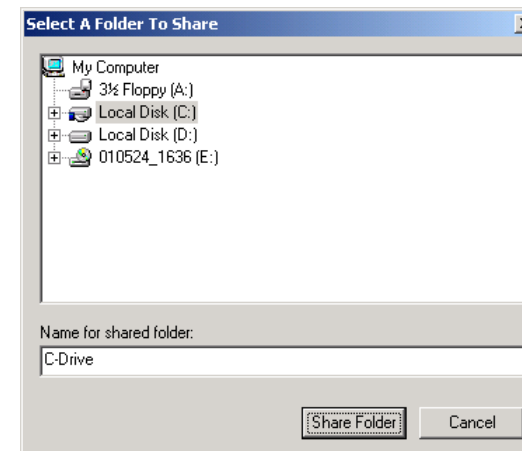 Select A Folder To Share
My Computer
3½ Floppy (A:)
Local Disk (C:)
Local Disk (D:)
010524_1636 (E:)
Name for shared folder:
C-Drive
Share Folder
Cancel